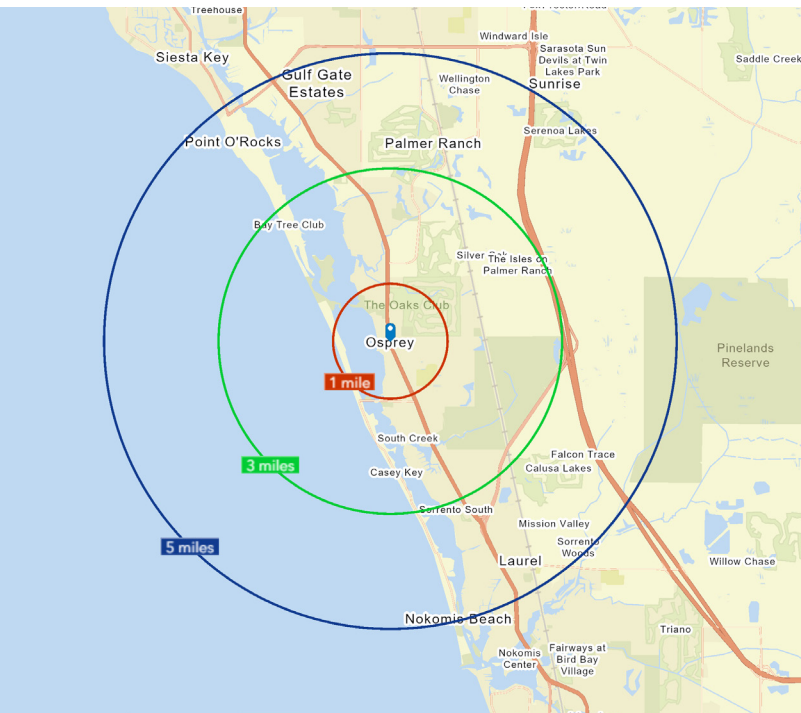 Treehouse
Windward Isle
Siesta Key
Sarasota Sun
Devils at Twin
Lakes Park
Saddle Creek
Gulf Gate
Estates
Wellington
Chase
Sunrise
Serenoa Lakes
Point O'Rocks
Palmer Ranch
Bay Tree Club
Silver Oak
The Isles on
Palmer Ranch
The Oaks Club
Osprey
Pinelands
Reserve
1 mile
South Creek
Falcon Trace
3 miles
Calusa Lakes
Casey Key
Sorrento South
Mission Valley
5 miles
Sorrento
Woods
Laurel
Willow Chase
Nokomis Beach
Triano
Nokomis
Center
Fairways at
Bird Bay
Village